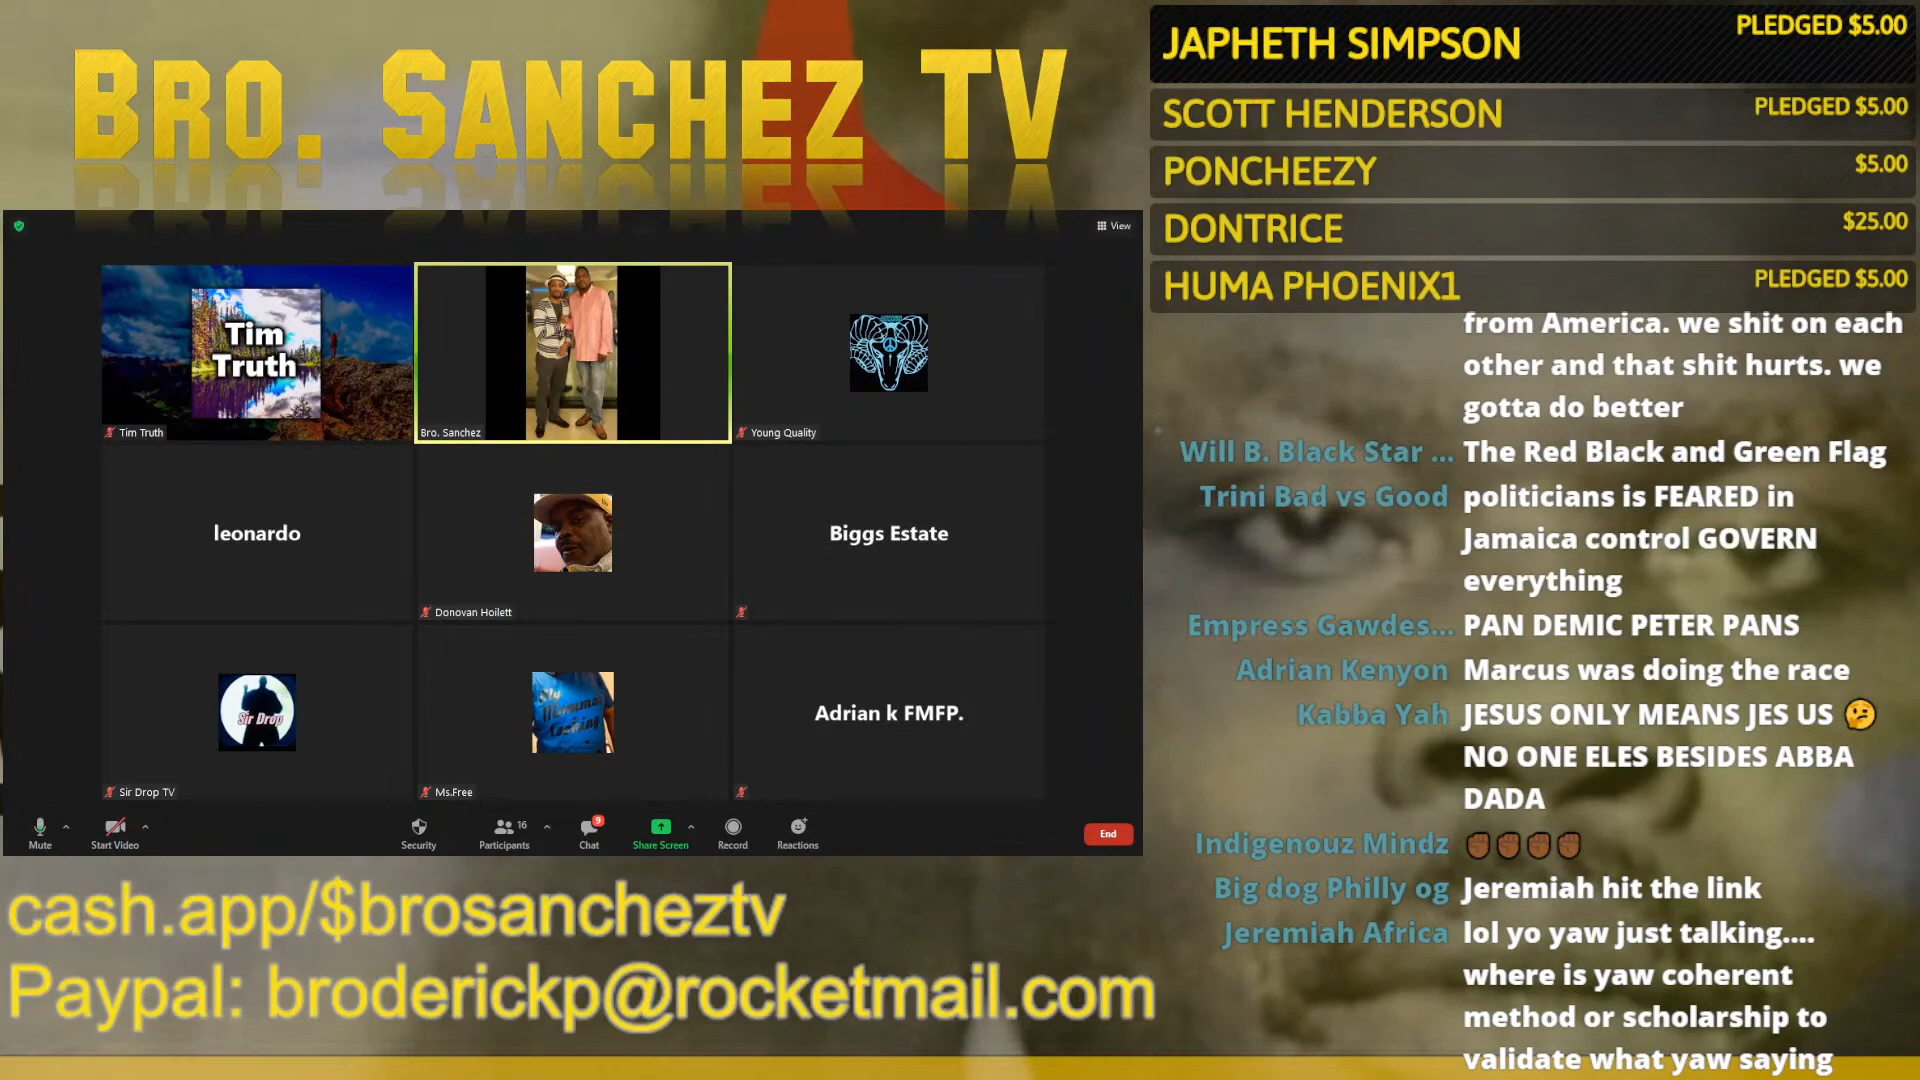 BRO. SANCHEZ TV
View
Tim
Truth
Tim Truth
Bro. Sanchez
Young Quality
leonardo
Donovan Hoilett
Biggs Estate
Sir Drop
Sir Drop TV
Ms.Free
Adrian k FMFP.
Mute
Start Video
Security
16
Participants
9
Chat
Share Screen
Record
Reactions
End
cash.app/$brosancheztv
Paypal: broderickp@rocketmail.com
JAPHETH SIMPSON PLEDGED $5.00
SCOTT HENDERSON PLEDGED $5.00
PONCHEEZY $5.00
DONTRICE $25.00
HUMA PHOENIX1 PLEDGED $5.00
from America. we shit on each
other and that shit hurts. we
gotta do better
Will B. Black Star ... The Red Black and Green Flag
Trini Bad vs Good politicians is FEARED in
Jamaica control GOVERN
everything
Empress Gawdes... PAN DEMIC PETER PANS
Adrian Kenyon Marcus was doing the race
Kabba Yah JESUS ONLY MEANS JES US 🤔
NO ONE ELES BESIDES ABBA
DADA
Indigenouz Mindz ✊🏾✊🏾✊🏾✊🏾
Big dog Philly og Jeremiah hit the link
Jeremiah Africa lol yo yaw just talking....
where is yaw coherent
method or scholarship to
validate what yaw saying